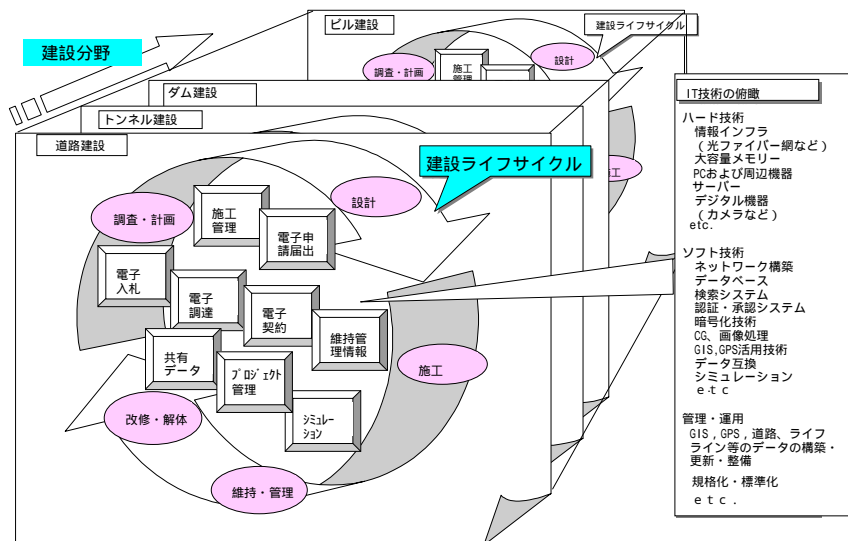 ビル建設
建設ライフサイクル
建設分野
調査・計画
施工
管理
設計
ダム建設
トンネル建設
道路建設
建設ライフサイクル
工
調査・計画
施工
管理
設計
電子申
請届出
電子
入札
電子
調達
電子
契約
維持管
理情報
共有
データ
ﾌﾟﾛｼﾞｪｸﾄ
管理
施工
ｼﾐｭﾚｰ
ｼｮﾝ
改修・解体
維持・管理
IT技術の俯瞰
ハード技術
情報インフラ
(光ファイバー網など)
大容量メモリー
PCおよび周辺機器
サーバー
デジタル機器
(カメラなど)
etc.
ソフト技術
ネットワーク構築
データベース
検索システム
認証・承認システム
暗号化技術
CG、画像処理
GIS,GPS活用技術
データ互換
シミュレーション
e.tc
管理・運用
GIS，GPS，道路、ライフ
ライン等のデータの構築・
更新・整備
規格化・標準化
ｅｔｃ．